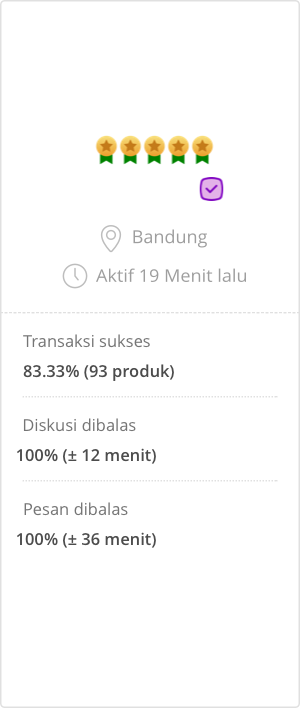 Bandung
Aktif 19 Menit lalu
Transaksi sukses
83.33% (93 produk)
Diskusi dibalas
100% (± 12 menit)
Pesan dibalas
100% (± 36 menit)